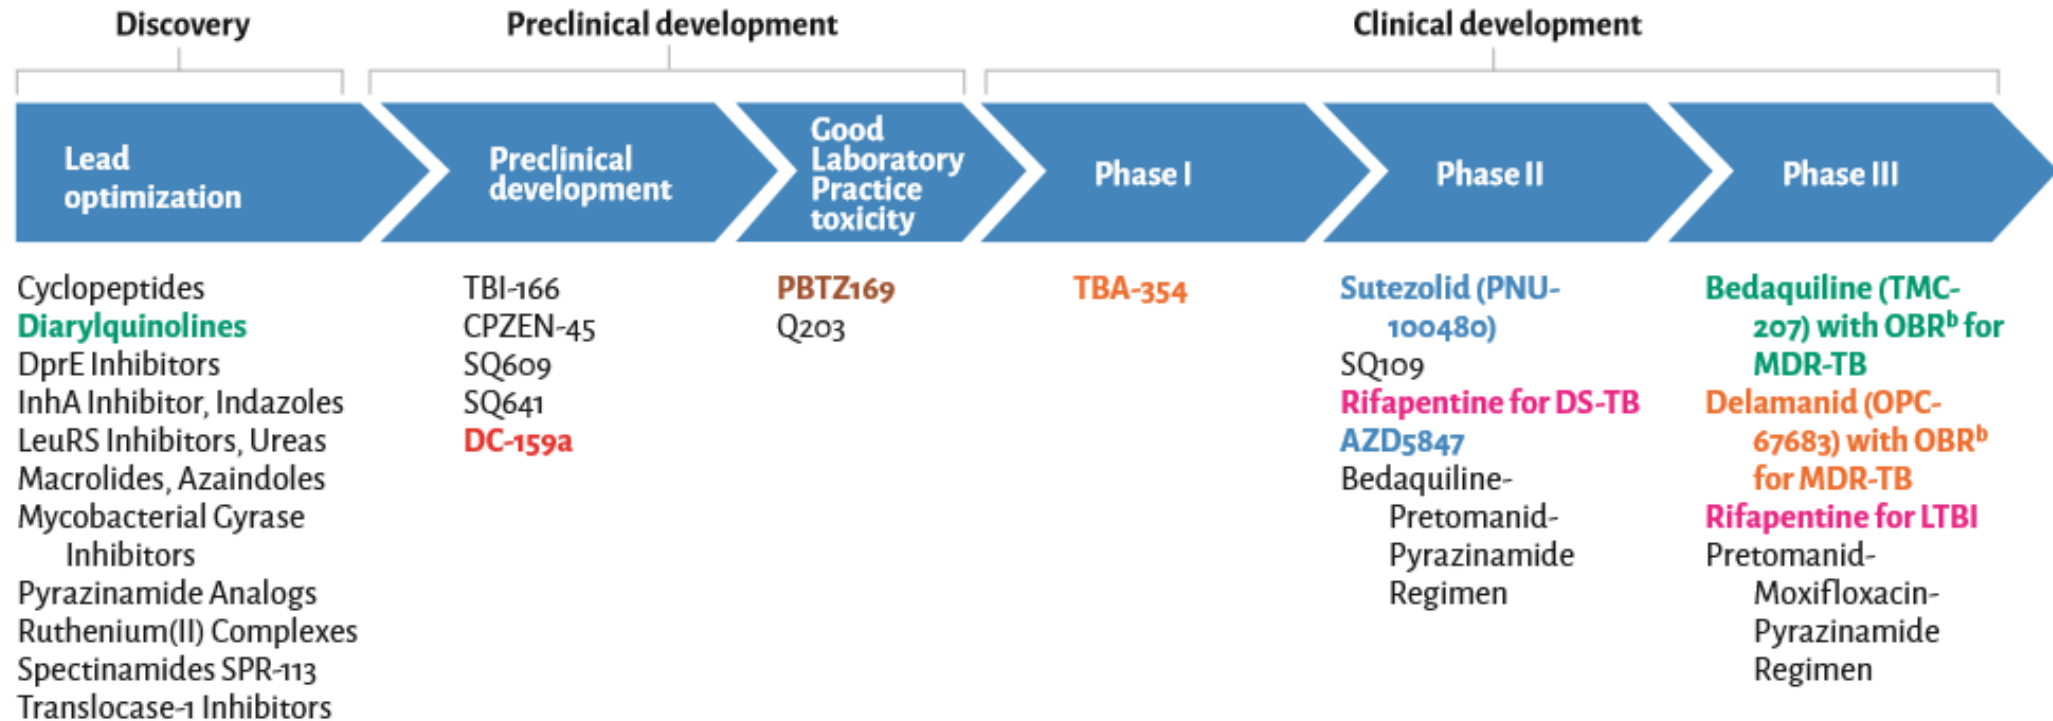 Discovery
Preclinical development
Clinical development
Lead
optimization
Preclinical
development
Good
Laboratory
Practice
toxicity
Phase I
Phase II
Phase III
Cyclopeptides
Diarylquinolines
DprE Inhibitors
InhA Inhibitor, Indazoles
LeuRS Inhibitors, Ureas
Macrolides, Azaindoles
Mycobacterial Gyrase
Inhibitors
Pyrazinamide Analogs
Ruthenium(II) Complexes
Spectinamides SPR-113
Translocase-1 Inhibitors
TBI-166
CPZEN-45
SQ609
SQ641
DC-159a
PBTZ169
Q203
TBA-354
Sutezolid (PNU-
100480)
SQ109
Rifapentine for DS-TB
AZD5847
Bedaquiline-
Pretomanid-
Pyrazinamide
Regimen
Bedaquiline (TMC-
207) with OBRᵇ for
MDR-TB
Delamanid (OPC-
67683) with OBRᵇ
for MDR-TB
Rifapentine for LTBI
Pretomanid-
Moxifloxacin-
Pyrazinamide
Regimen